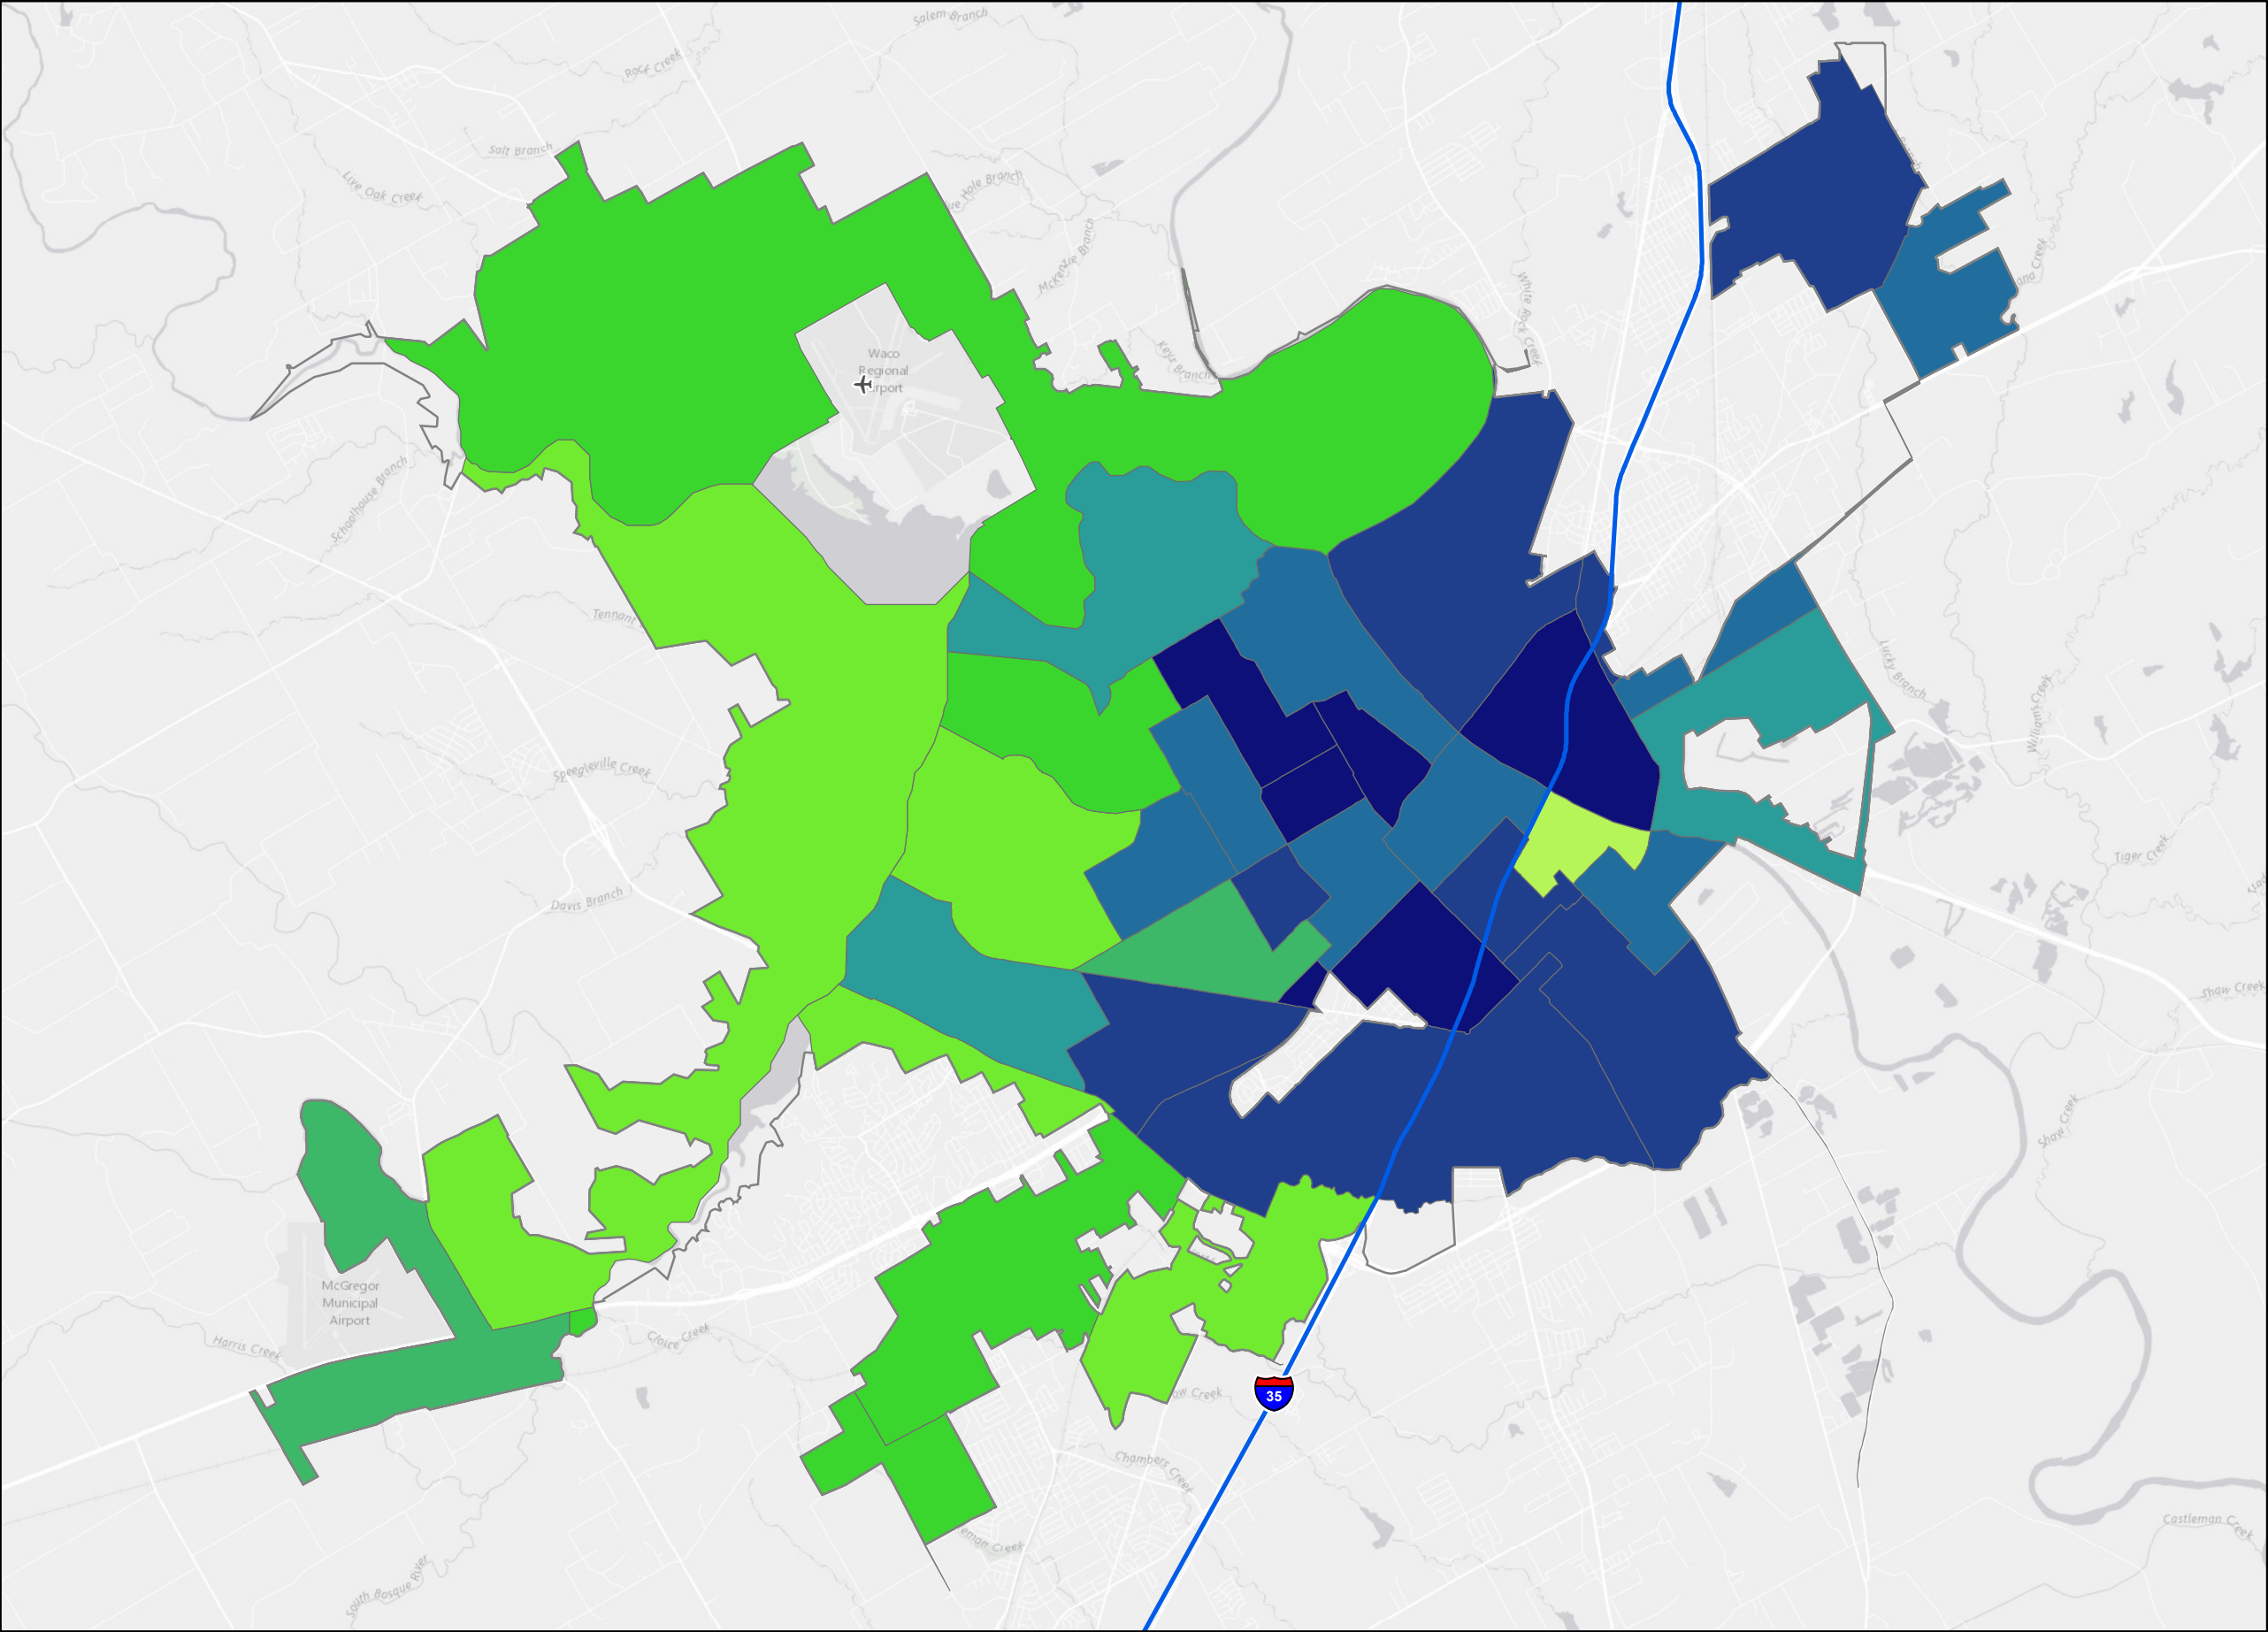 Salem Branch
Rock Creek
Salt Branch
Live Oak Creek
Hole Branch
McKenzie Branch
White Rock Creek
Keys Branch
Waco
Regional
Airport
Schoolhouse Branch
Tennant
Lucky Branch
Williams Creek
Speegleville Creek
Tiger Creek
Davis Branch
Shaw Creek
Shaw Creek
McGregor
Municipal
Airport
Harris Creek
Cloice Creek
35
Chambers Creek
Castleman Creek
South Bosque River